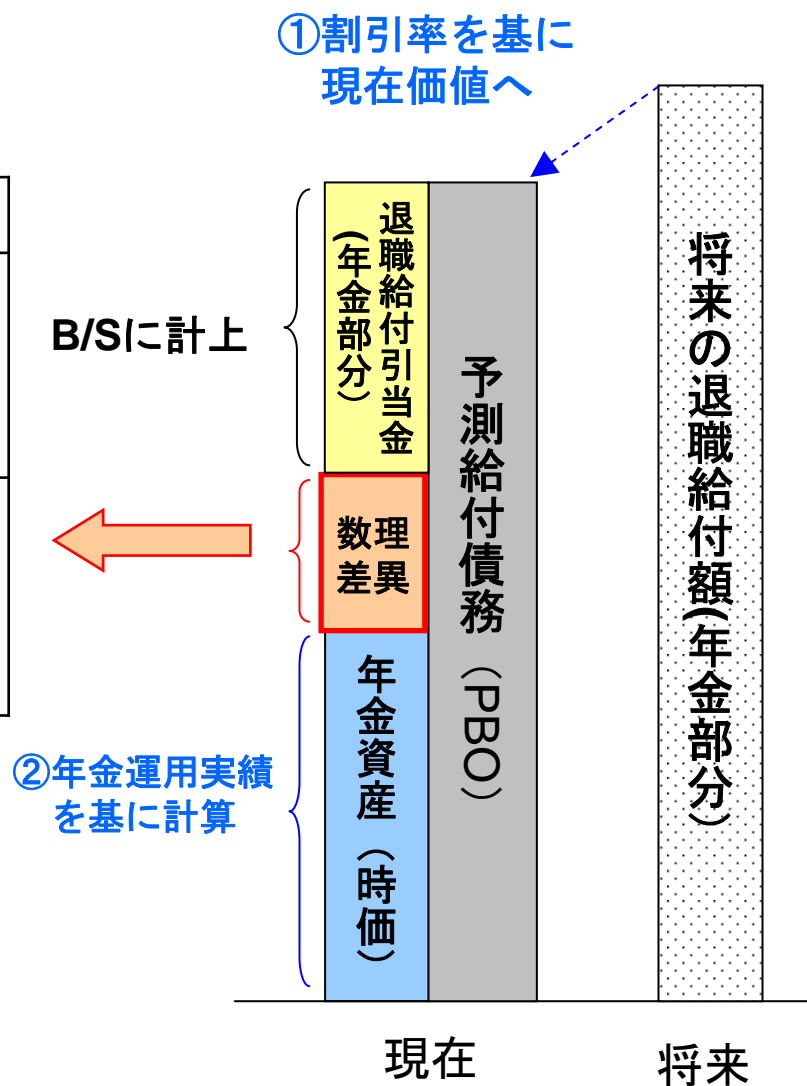 ①割引率を基に
現在価値へ
B/Sに計上
退職給付引当金
(年金部分)
数理
差異
年金資産（時価）
予測給付債務（PBO）
将来の退職給付額(年金部分)
②年金運用実績
を基に計算
現在
将来